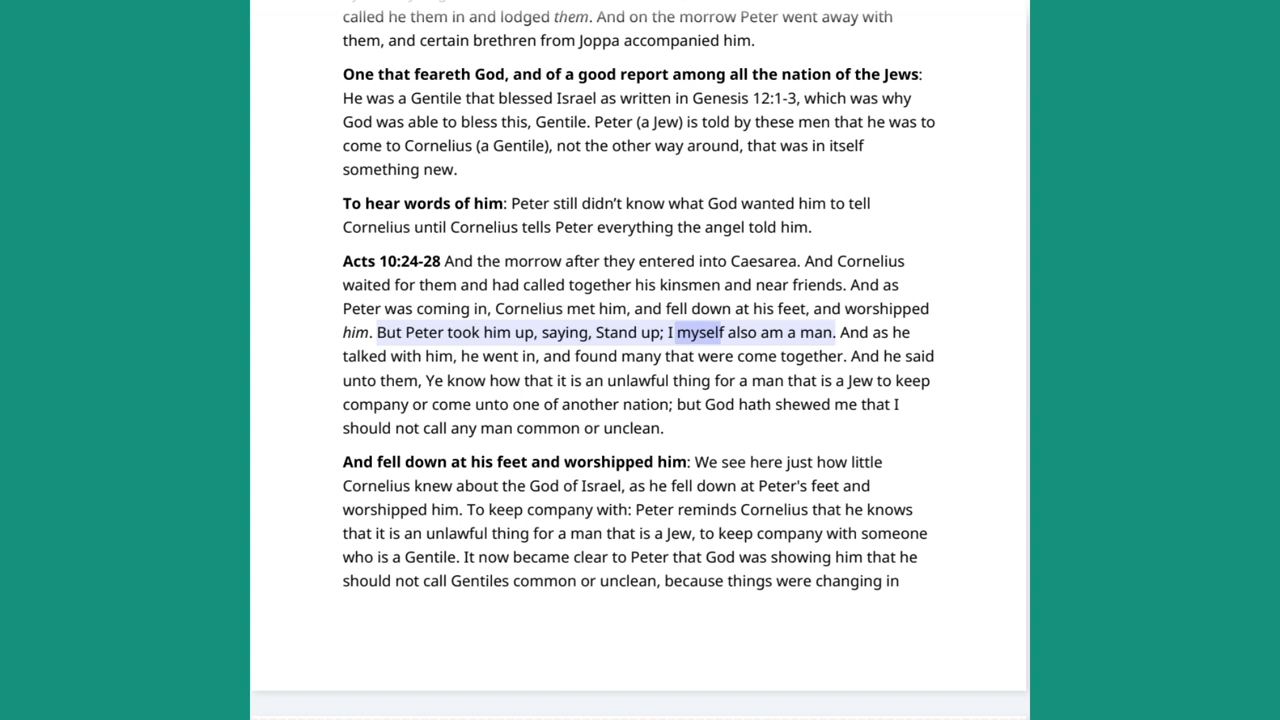 called he them in and lodged them. And on the morrow Peter went away with
them, and certain brethren from Joppa accompanied him.
One that feareth God, and of a good report among all the nation of the Jews:
He was a Gentile that blessed Israel as written in Genesis 12:1-3, which was why
God was able to bless this, Gentile. Peter (a Jew) is told by these men that he was to
come to Cornelius (a Gentile), not the other way around, that was in itself
something new.
To hear words of him: Peter still didn’t know what God wanted him to tell
Cornelius until Cornelius tells Peter everything the angel told him.
Acts 10:24-28 And the morrow after they entered into Caesarea. And Cornelius
waited for them and had called together his kinsmen and near friends. And as
Peter was coming in, Cornelius met him, and fell down at his feet, and worshipped
him. But Peter took him up, saying, Stand up; I myself also am a man. And as he
talked with him, he went in, and found many that were come together. And he said
unto them, Ye know how that it is an unlawful thing for a man that is a Jew to keep
company or come unto one of another nation; but God hath shewed me that I
should not call any man common or unclean.
And fell down at his feet and worshipped him: We see here just how little
Cornelius knew about the God of Israel, as he fell down at Peter's feet and
worshipped him. To keep company with: Peter reminds Cornelius that he knows
that it is an unlawful thing for a man that is a Jew, to keep company with someone
who is a Gentile. It now became clear to Peter that God was showing him that he
should not call Gentiles common or unclean, because things were changing in